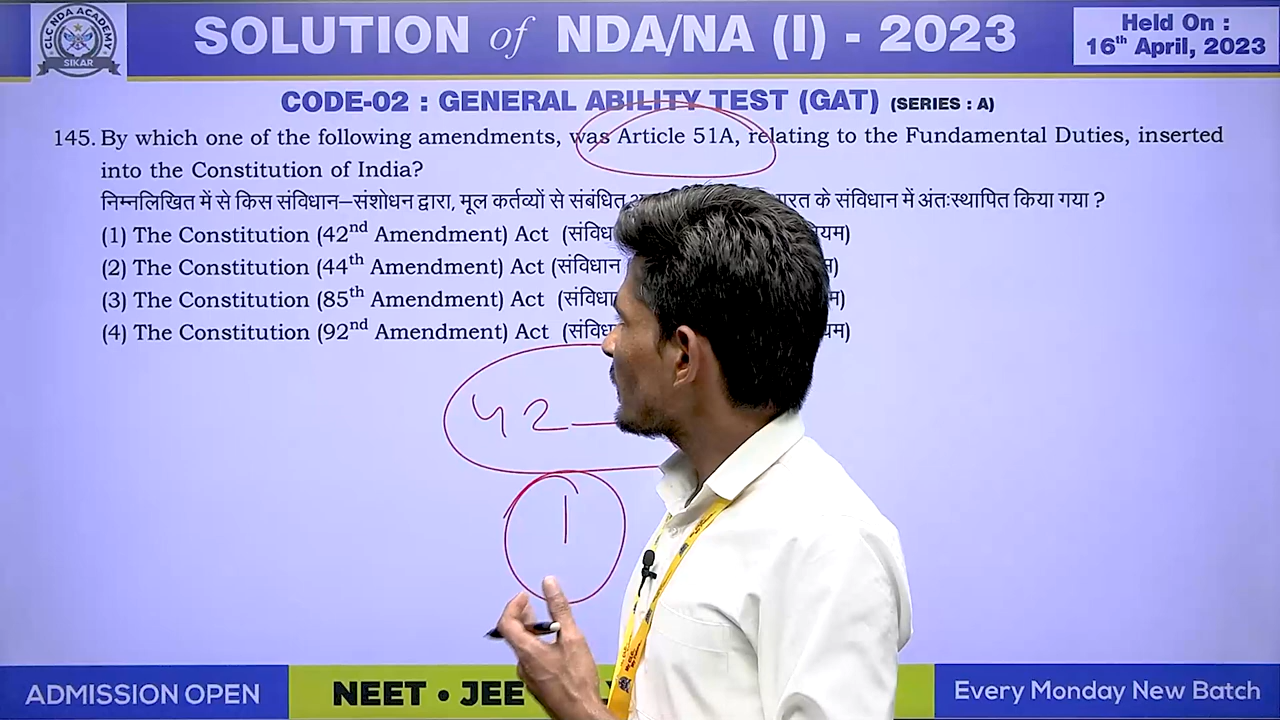 CLC NDA ACADEMY
SIKAR
SOLUTION of NDA/NA (I) - 2023
Held On :
16th April, 2023
CODE-02 : GENERAL ABILITY TEST (GAT) (SERIES : A)
145. By which one of the following amendments, was Article 51A, relating to the Fundamental Duties, inserted
into the Constitution of India?
निम्नलिखित में से किस संविधान–संशोधन द्वारा, मूल कर्तव्यों से संबंधित के संविधान में अंतःस्थापित किया गया ?
(1) The Constitution (42nd Amendment) Act
(2) The Constitution (44th Amendment) Act (संविधान
(3) The Constitution (85th Amendment) Act
(4) The Constitution (92nd Amendment) Act
42
1
ADMISSION OPEN
NEET • JEE
Every Monday New Batch